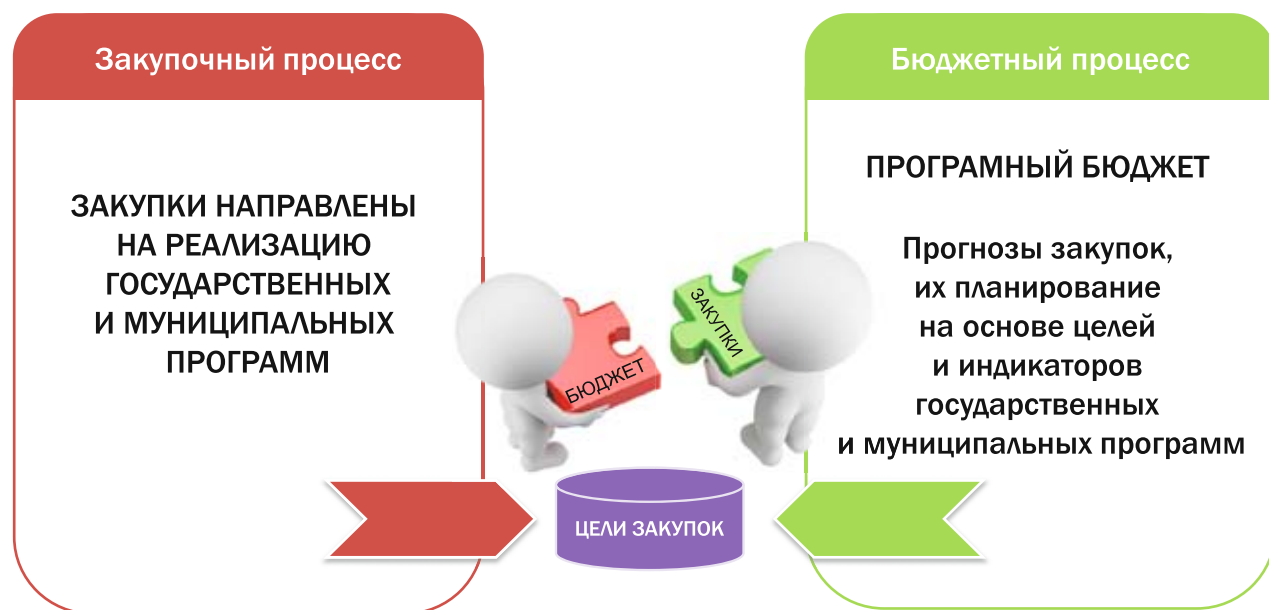 Закупочный процесс
ЗАКУПКИ НАПРАВЛЕНЫ
НА РЕАЛИЗАЦИЮ
ГОСУДАРСТВЕННЫХ
И МУНИЦИПАЛЬНЫХ
ПРОГРАММ
БЮДЖЕТ
ЗАКУПКИ
ЦЕЛИ ЗАКУПОК
Бюджетный процесс
ПРОГРАМНЫЙ БЮДЖЕТ
Прогнозы закупок,
их планирование
на основе целей
и индикаторов
государственных
и муниципальных программ